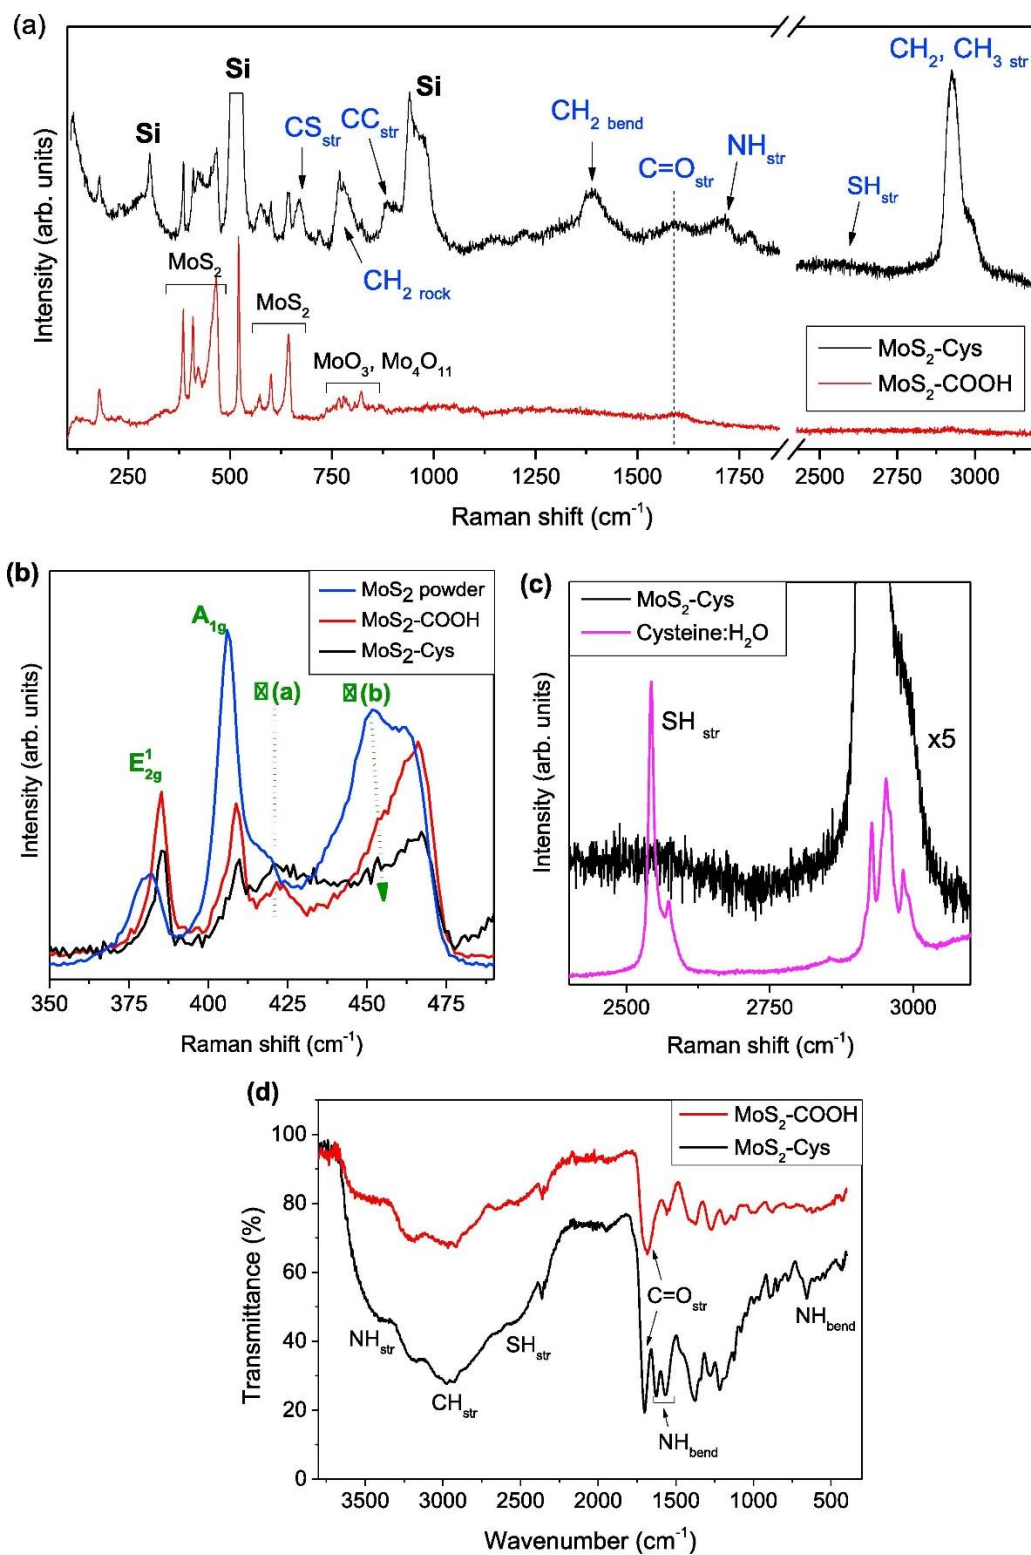 (a)
Si
Si
Si
CS str
CC str
CH2 bend
C=O str
NH str
SH str
CH2, CH3 str
CH2 rock
MoS2
MoS2
MoO3, Mo4O11
MoS2-Cys
MoS2-COOH
Intensity (arb. units)
250 500 750 1000 1250 1500 1750 2500 2750 3000
Raman shift (cm-1)
(b)
MoS2 powder
MoS2-COOH
MoS2-Cys
A1g
E12g
(a)
(b)
Intensity (arb. units)
350 375 400 425 450 475
Raman shift (cm-1)
(c)
MoS2-Cys
Cysteine:H2O
SH str
x5
Intensity (arb. units)
2500 2750 3000
Raman shift (cm-1)
(d)
MoS2-COOH
MoS2-Cys
100
80
60
40
20
0
Transmittance (%)
NH str
CH str
SH str
C=O str
NH bend
NH bend
3500 3000 2500 2000 1500 1000 500
Wavenumber (cm-1)